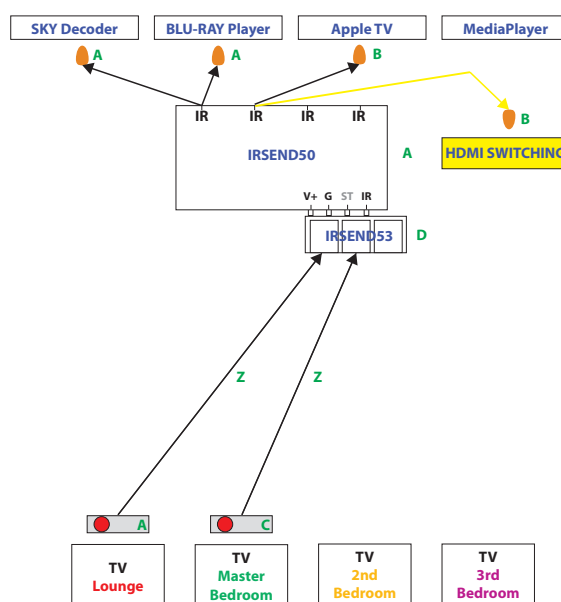 SKY Decoder
BLU-RAY Player
Apple TV
MediaPlayer
A
A
B
B
IR
IR
IR
IR
IRSEND50
A
HDMI SWITCHING
V+ G ST IR
IRSEND53
D
Z
Z
A
C
TV
Lounge
TV
Master
Bedroom
TV
2nd
Bedroom
TV
3rd
Bedroom